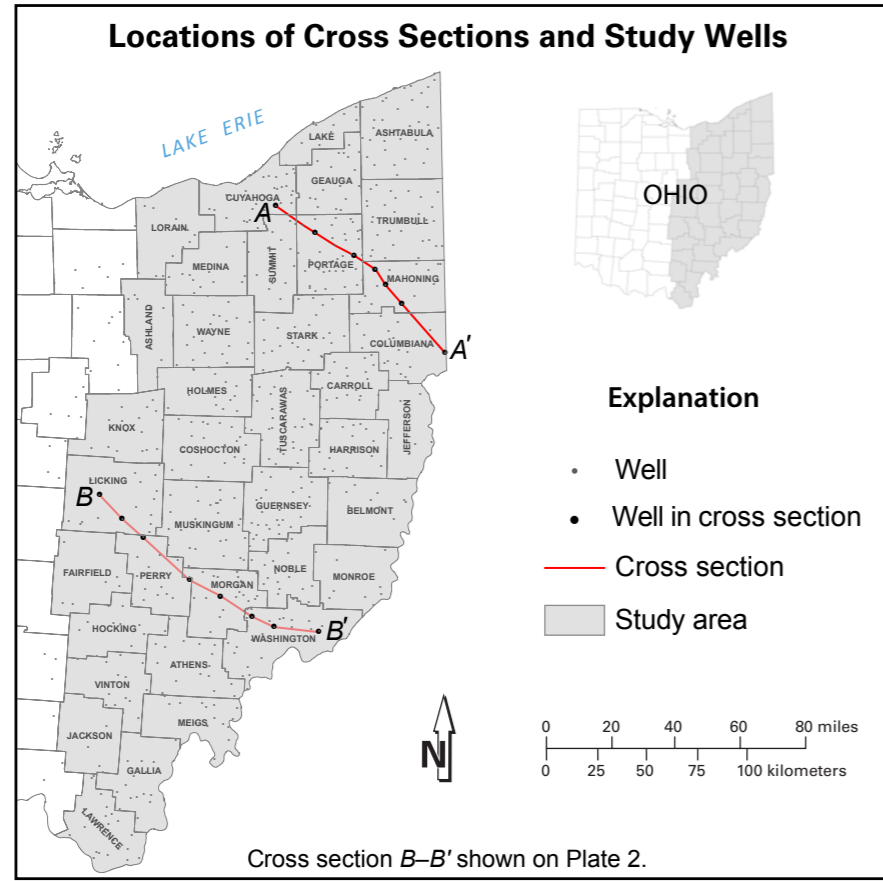 Locations of Cross Sections and Study Wells
LAKE ERIE
LAKE
ASHTABULA
GEAUGA
CUYAHOGA
A
TRUMBULL
LORAIN
SUMMIT
PORTAGE
MEDINA
MAHONING
ASHLAND
WAYNE
STARK
COLUMBIANA
A′
CARROLL
HOLMES
TUSCARAWAS
JEFFERSON
KNOX
COSHOCTON
HARRISON
LICKING
B
GUERNSEY
BELMONT
MUSKINGUM
NOBLE
FAIRFIELD
PERRY
MORGAN
MONROE
HOCKING
WASHINGTON
B′
ATHENS
VINTON
MEIGS
JACKSON
GALLIA
LAWRENCE
OHIO
Explanation
Well
Well in cross section
Cross section
Study area
N
0 20 40 60 80 miles
0 25 50 75 100 kilometers
Cross section B–B′ shown on Plate 2.